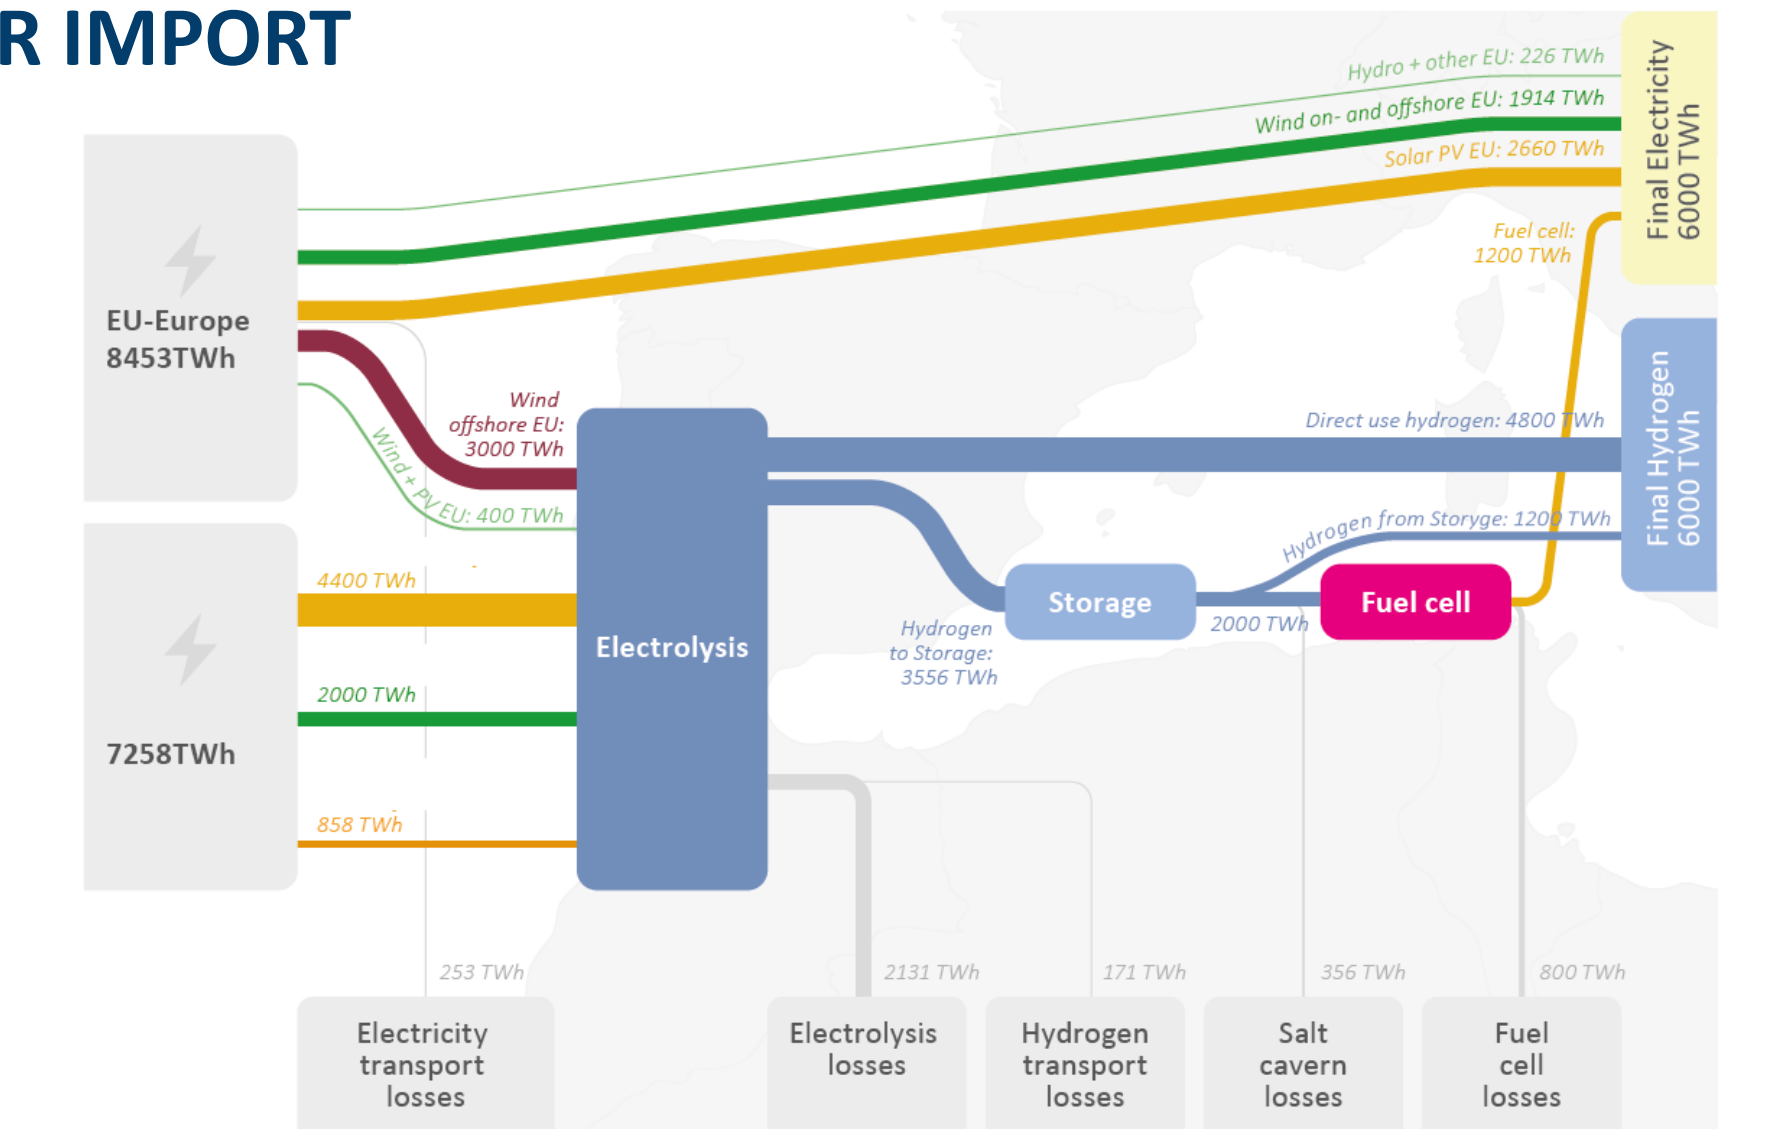 R IMPORT
Hydro + other EU: 226 TWh
Wind on- and offshore EU: 1914 TWh
Solar PV EU: 2660 TWh
Fuel cell:
1200 TWh
Final Electricity
6000 TWh
EU-Europe
8453TWh
Wind
offshore EU:
3000 TWh
Wind + PV EU: 400 TWh
Direct use hydrogen: 4800 TWh
Final Hydrogen
6000 TWh
Hydrogen from Storyge: 1200 TWh
4400 TWh
Electrolysis
Storage
Fuel cell
Hydrogen
to Storage:
3556 TWh
2000 TWh
2000 TWh
7258TWh
858 TWh
253 TWh
2131 TWh
171 TWh
356 TWh
800 TWh
Electricity
transport
losses
Electrolysis
losses
Hydrogen
transport
losses
Salt
cavern
losses
Fuel
cell
losses